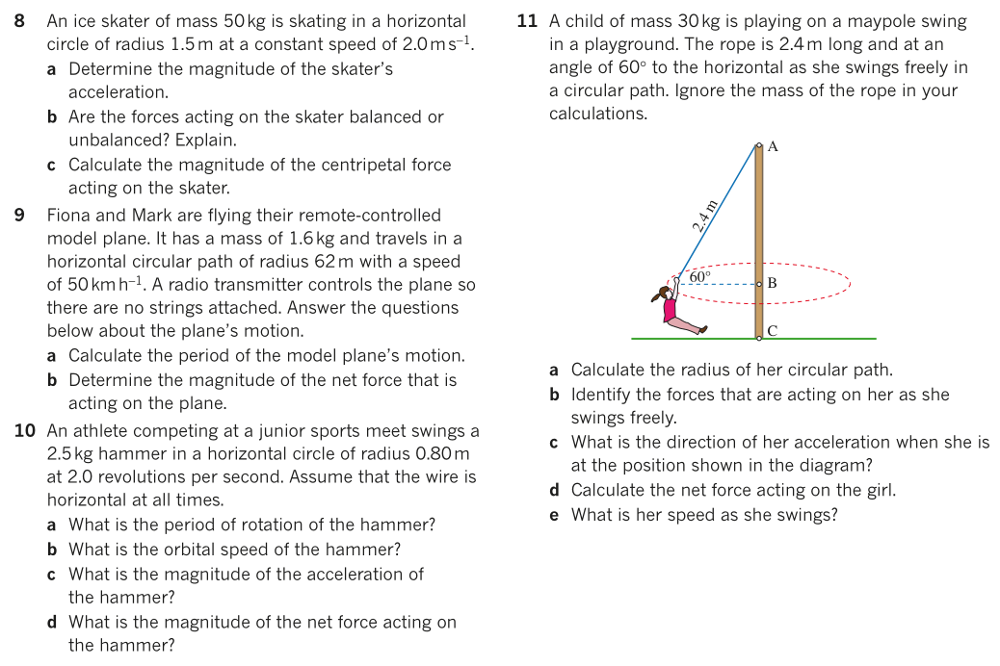 8 An ice skater of mass 50 kg is skating in a horizontal
circle of radius 1.5 m at a constant speed of 2.0 m s⁻¹.
a Determine the magnitude of the skater's
acceleration.
b Are the forces acting on the skater balanced or
unbalanced? Explain.
c Calculate the magnitude of the centripetal force
acting on the skater.
9 Fiona and Mark are flying their remote-controlled
model plane. It has a mass of 1.6 kg and travels in a
horizontal circular path of radius 62 m with a speed
of 50 km h⁻¹. A radio transmitter controls the plane so
there are no strings attached. Answer the questions
below about the plane's motion.
a Calculate the period of the model plane's motion.
b Determine the magnitude of the net force that is
acting on the plane.
10 An athlete competing at a junior sports meet swings a
2.5 kg hammer in a horizontal circle of radius 0.80 m
at 2.0 revolutions per second. Assume that the wire is
horizontal at all times.
a What is the period of rotation of the hammer?
b What is the orbital speed of the hammer?
c What is the magnitude of the acceleration of
the hammer?
d What is the magnitude of the net force acting on
the hammer?
11 A child of mass 30 kg is playing on a maypole swing
in a playground. The rope is 2.4 m long and at an
angle of 60° to the horizontal as she swings freely in
a circular path. Ignore the mass of the rope in your
calculations.
A
2.4 m
60°
B
C
a Calculate the radius of her circular path.
b Identify the forces that are acting on her as she
swings freely.
c What is the direction of her acceleration when she is
at the position shown in the diagram?
d Calculate the net force acting on the girl.
e What is her speed as she swings?